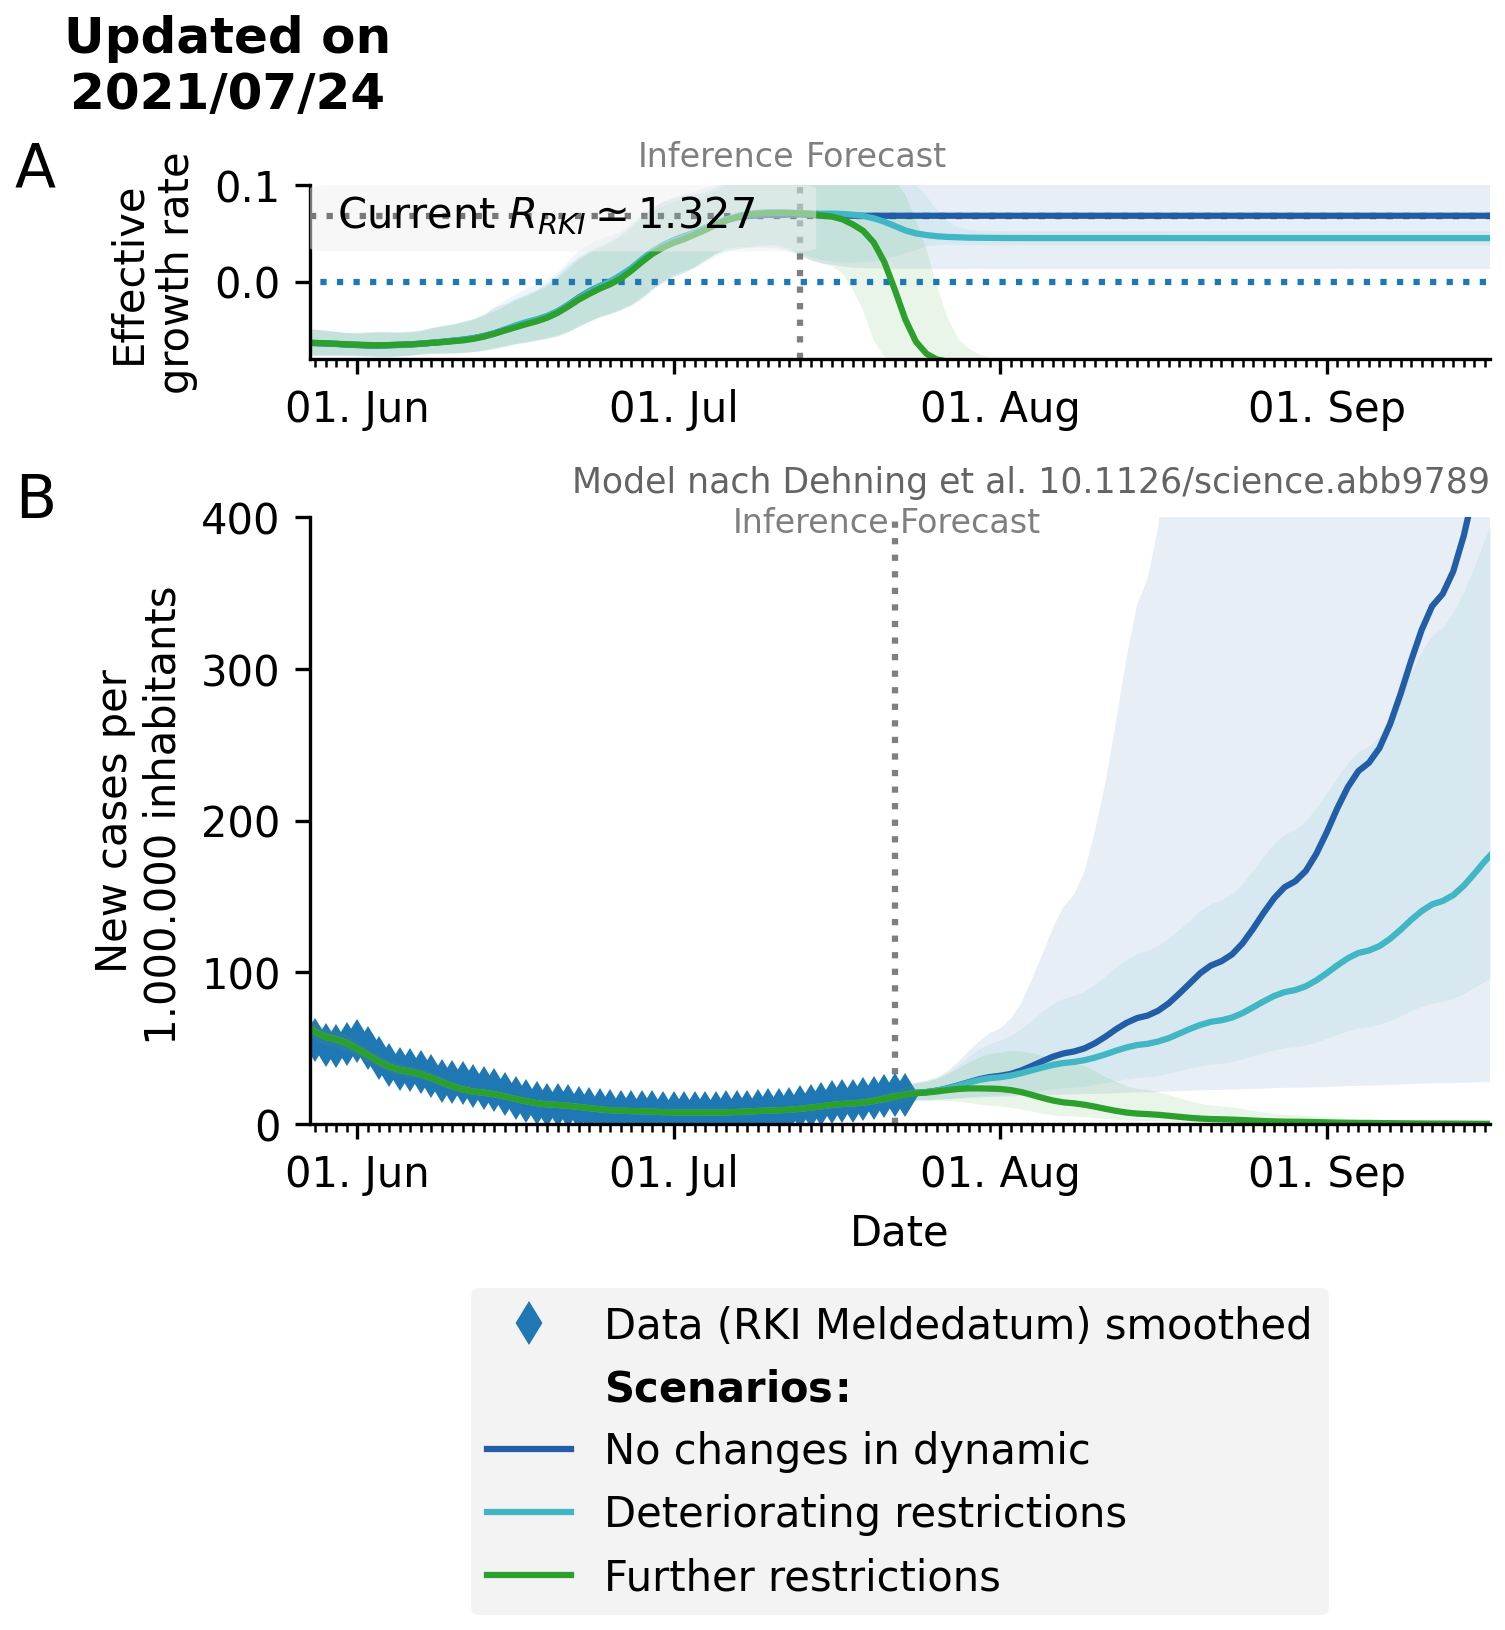 Updated on
2021/07/24
A
Inference Forecast
Effective
growth rate
0.1
0.0
Current R_RKI ≃ 1.327
01. Jun
01. Jul
01. Aug
01. Sep
B
Model nach Dehning et al. 10.1126/science.abb9789
Inference Forecast
New cases per
1.000.000 inhabitants
400
300
200
100
0
01. Jun
01. Jul
01. Aug
01. Sep
Date
Data (RKI Meldedatum) smoothed
Scenarios:
No changes in dynamic
Deteriorating restrictions
Further restrictions